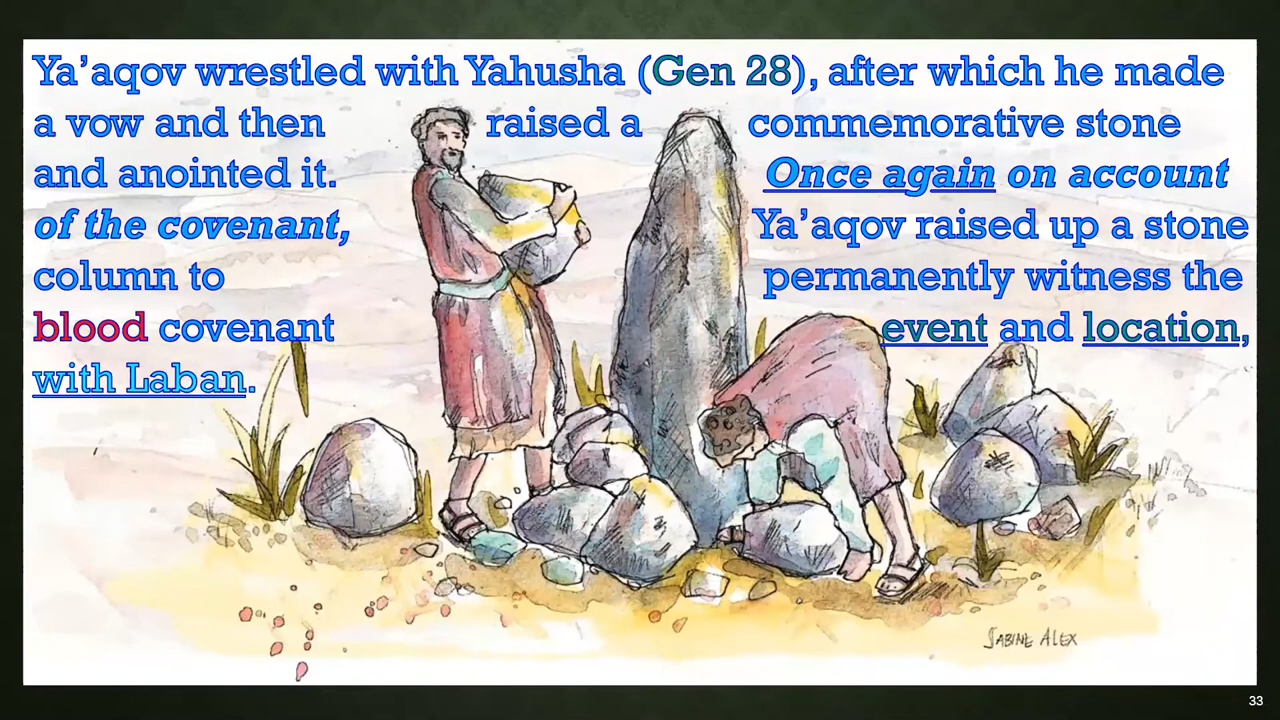 Ya’aqov wrestled with Yahusha (Gen 28), after which he made
a vow and then raised a commemorative stone
and anointed it. Once again on account
of the covenant, Ya’aqov raised up a stone
column to permanently witness the
blood covenant event and location,
with Laban.
SABINE ALEX
33